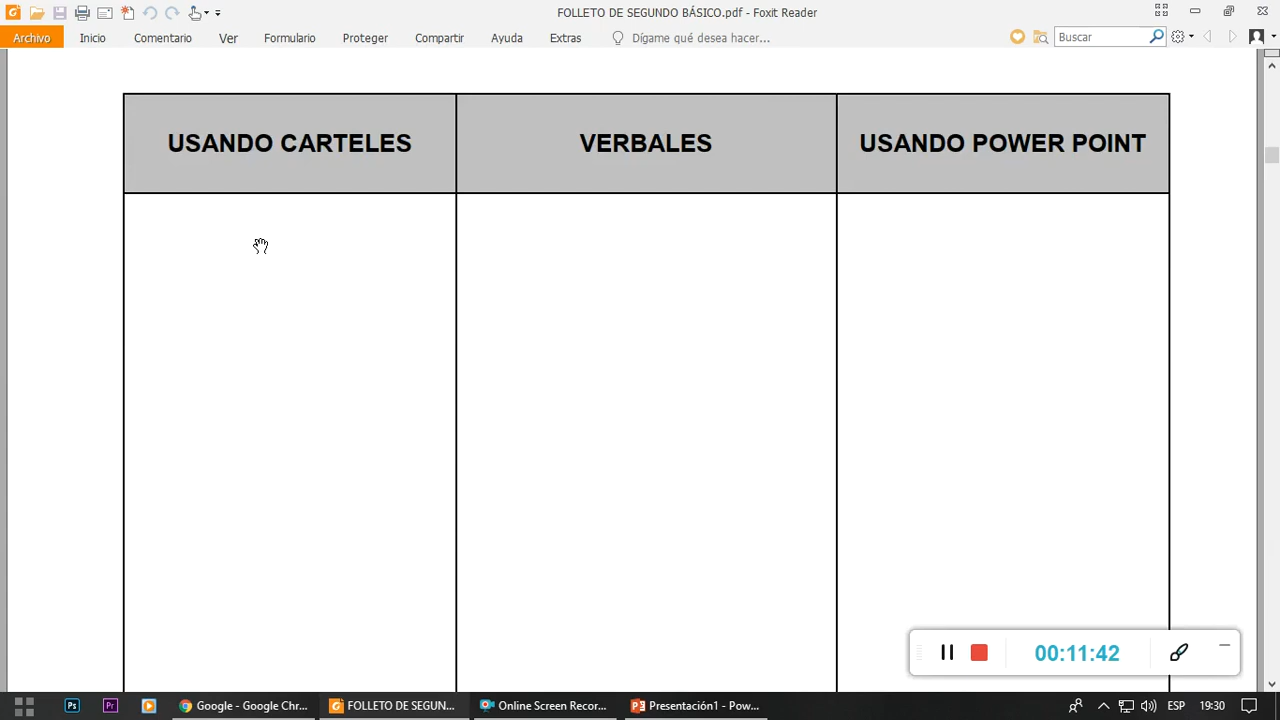 FOLLETO DE SEGUNDO BÁSICO.pdf - Foxit Reader
Archivo Inicio Comentario Ver Formulario Proteger Compartir Ayuda Extras Dígame qué desea hacer... Buscar
USANDO CARTELES VERBALES USANDO POWER POINT
00:11:42
Ps Pr Google - Google Chr... FOLLETO DE SEGUN... Online Screen Recor... Presentación1 - Pow... ESP 19:30